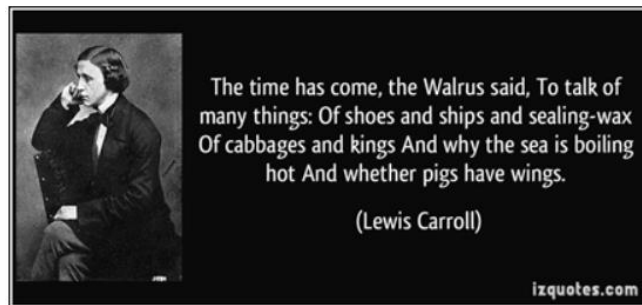 The time has come, the Walrus said, To talk of
many things: Of shoes and ships and sealing-wax
Of cabbages and kings And why the sea is boiling
hot And whether pigs have wings.
(Lewis Carroll)
izquotes.com